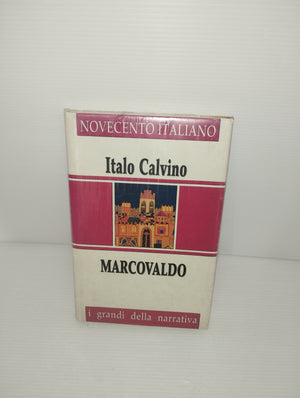 NOVECENTO ITALIANO
Italo Calvino
MARCOVALDO
i grandi della narrativa